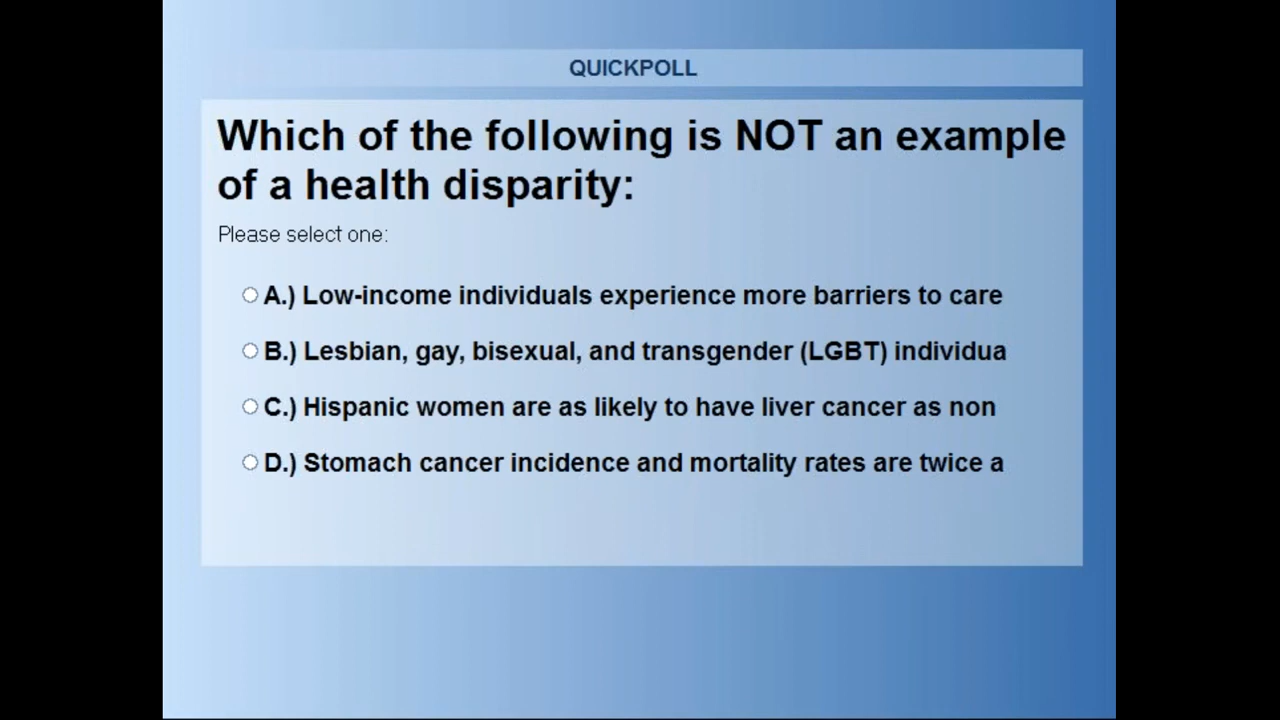 QUICKPOLL
Which of the following is NOT an example
of a health disparity:
Please select one:
A.) Low-income individuals experience more barriers to care
B.) Lesbian, gay, bisexual, and transgender (LGBT) individua
C.) Hispanic women are as likely to have liver cancer as non
D.) Stomach cancer incidence and mortality rates are twice a